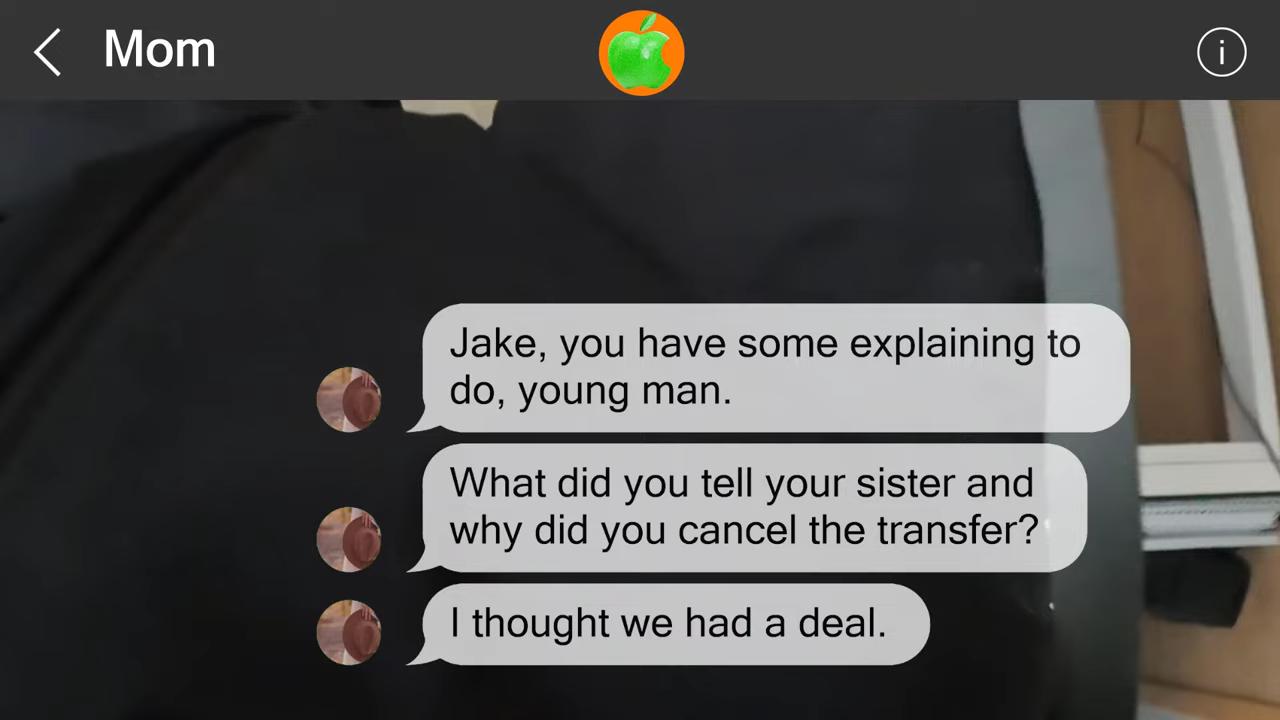 Mom
i
Jake, you have some explaining to
do, young man.
What did you tell your sister and
why did you cancel the transfer?
I thought we had a deal.